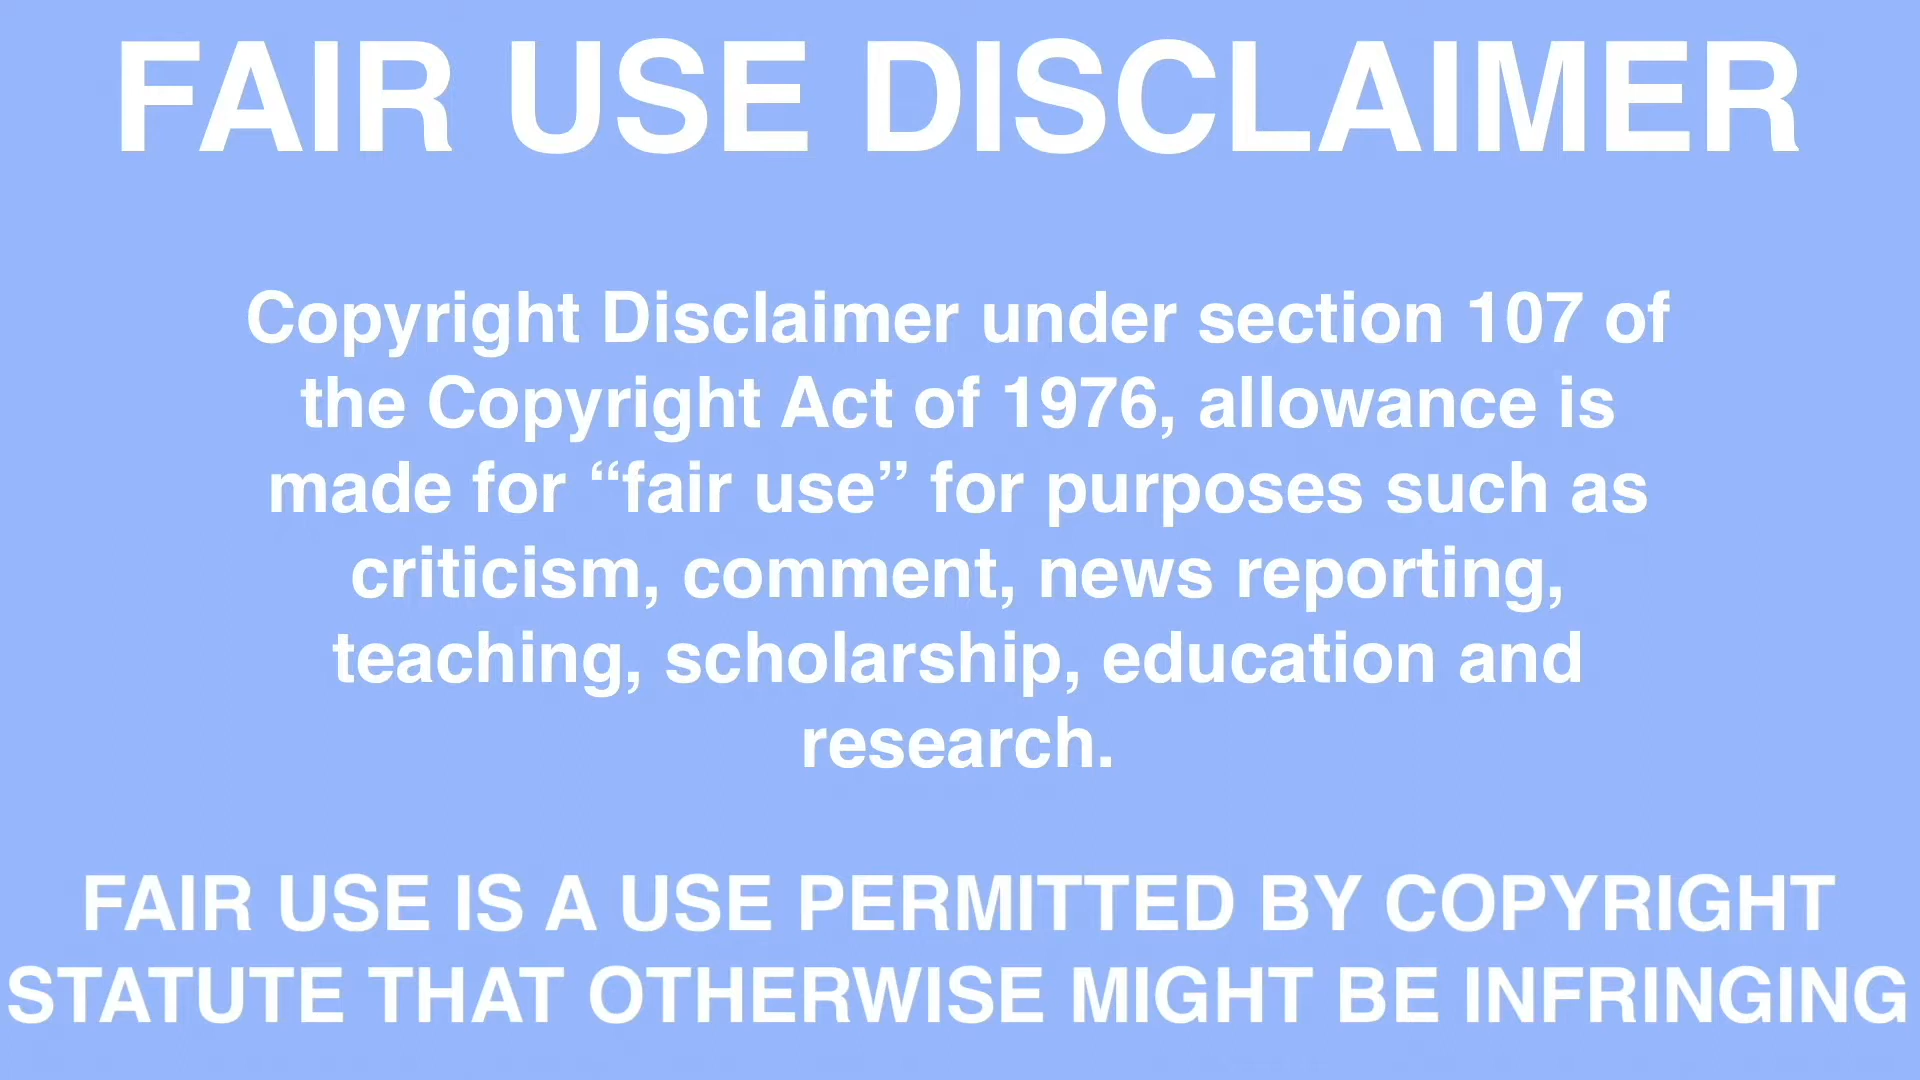 FAIR USE DISCLAIMER
Copyright Disclaimer under section 107 of
the Copyright Act of 1976, allowance is
made for “fair use” for purposes such as
criticism, comment, news reporting,
teaching, scholarship, education and
research.
FAIR USE IS A USE PERMITTED BY COPYRIGHT
STATUTE THAT OTHERWISE MIGHT BE INFRINGING